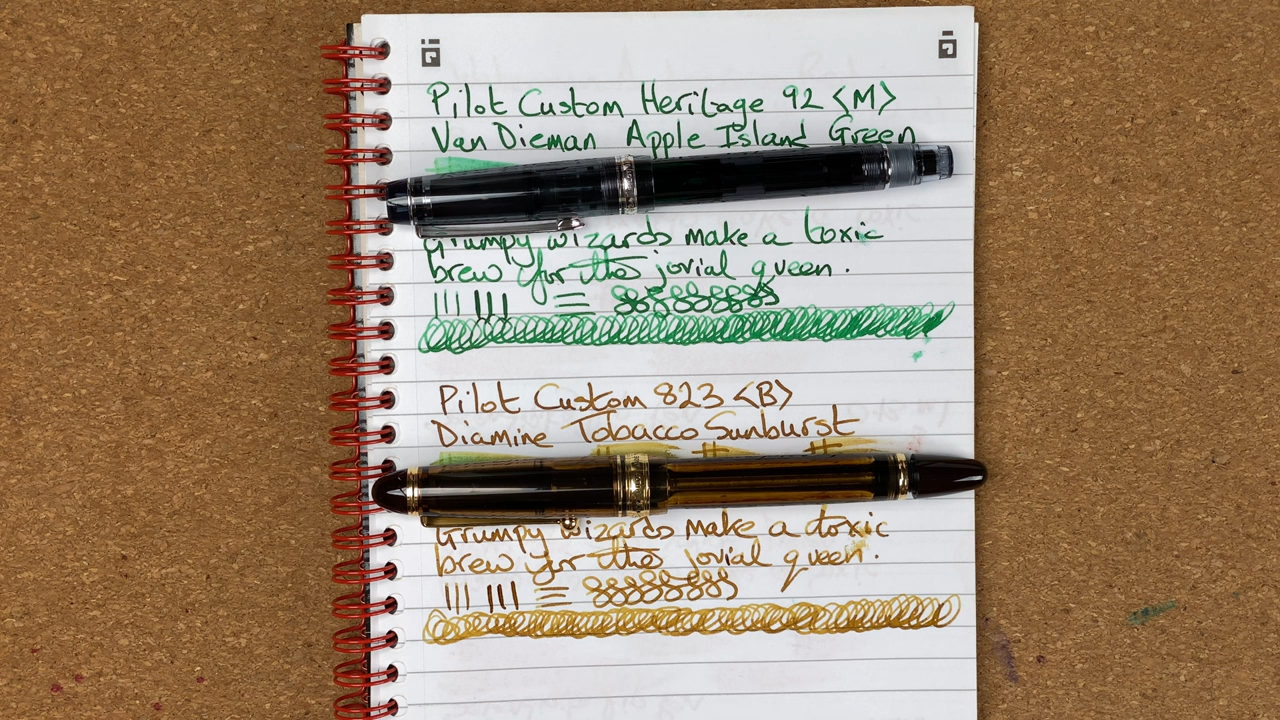 Pilot Custom Heritage 92 <M>
Van Dieman Apple Island Green
Grumpy wizards make a toxic
brew for the jovial queen.
Pilot Custom 823 <B>
Diamine Tobacco Sunburst
Grumpy wizards make a toxic
brew for the jovial queen.